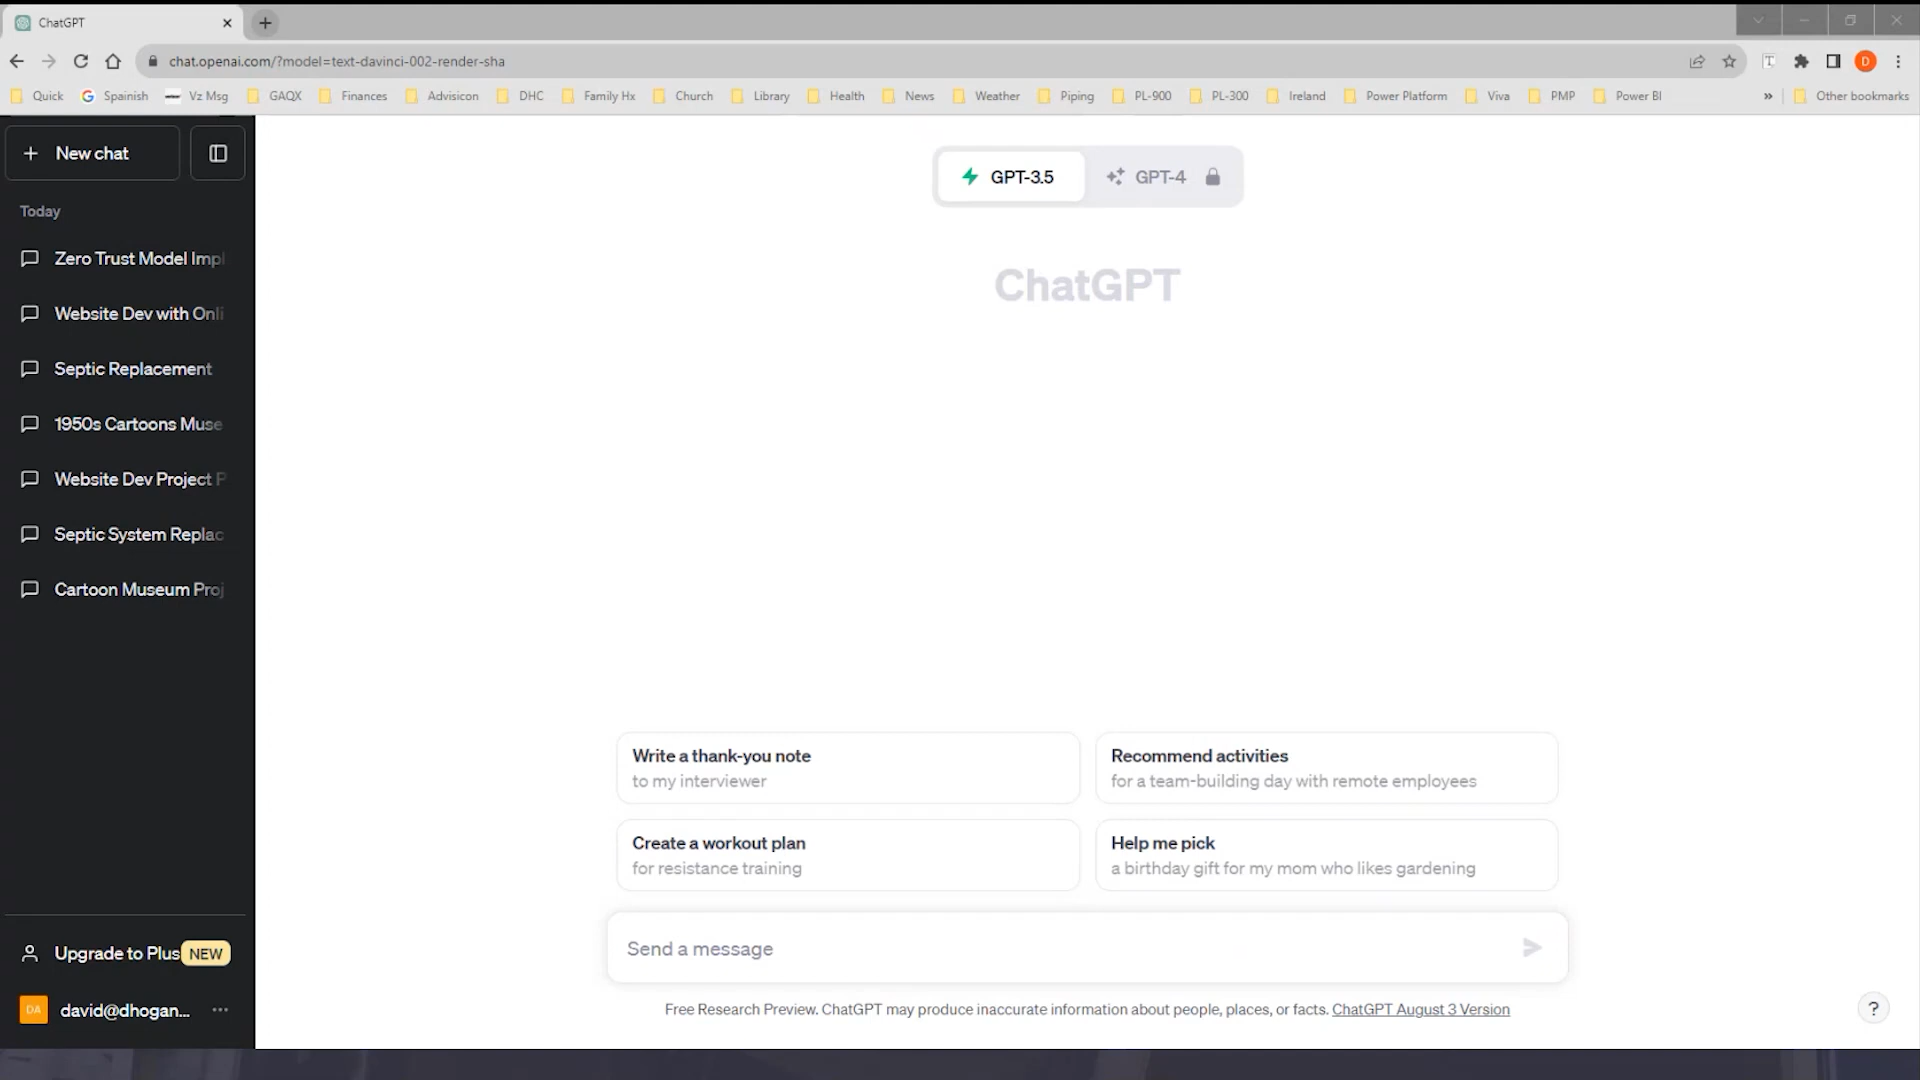 ChatGPT
chat.openai.com/?model=text-davinci-002-render-sha
D
Quick
Spainish
Vz Msg
GAQX
Finances
Advisicon
DHC
Family Hx
Church
Library
Health
News
Weather
Piping
PL-900
PL-300
Ireland
Power Platform
Viva
PMP
Power BI
»
Other bookmarks
+ New chat
Today
Zero Trust Model Impl
Website Dev with Onli
Septic Replacement
1950s Cartoons Muse
Website Dev Project P
Septic System Replac
Cartoon Museum Proj
Upgrade to Plus NEW
DA david@dhogan... ...
GPT-3.5
GPT-4
ChatGPT
Write a thank-you note
to my interviewer
Recommend activities
for a team-building day with remote employees
Create a workout plan
for resistance training
Help me pick
a birthday gift for my mom who likes gardening
Send a message
Free Research Preview. ChatGPT may produce inaccurate information about people, places, or facts. ChatGPT August 3 Version
?